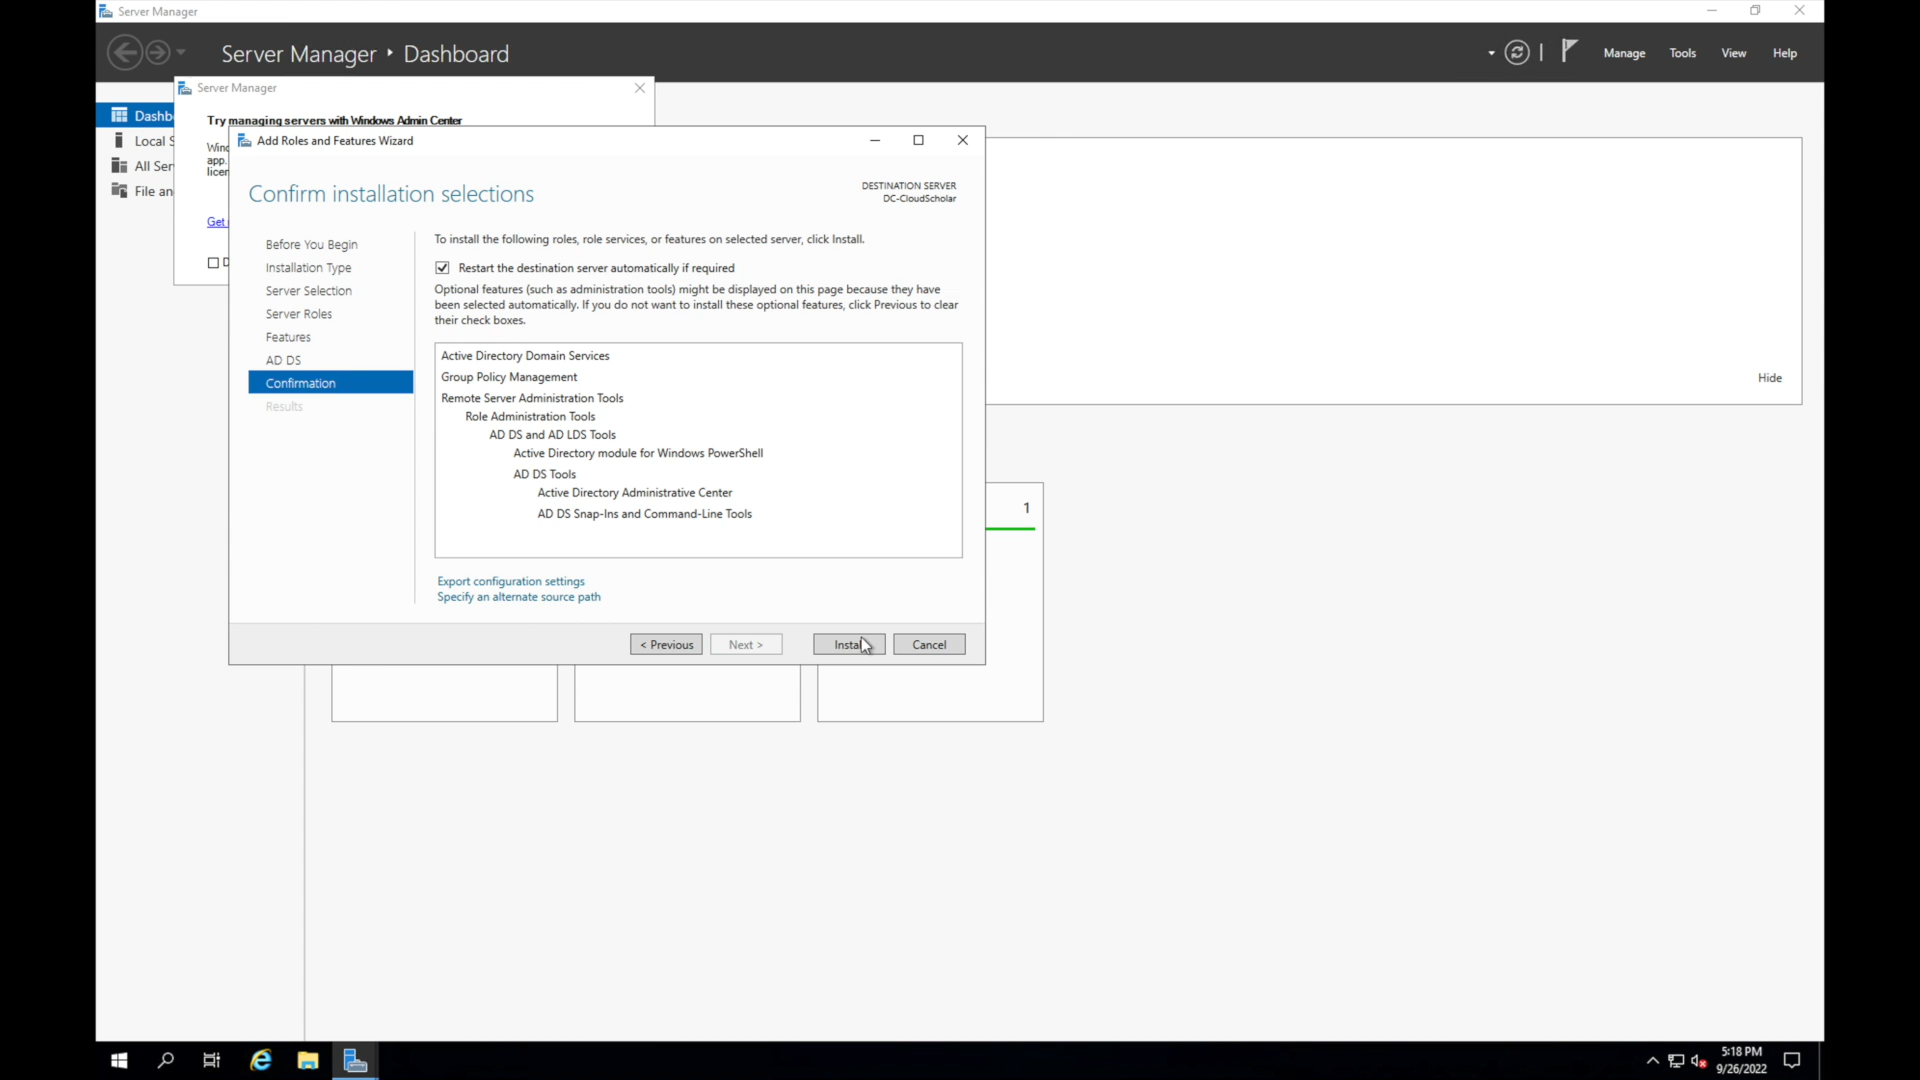 Server Manager
Server Manager ‣ Dashboard
Manage
Tools
View
Help
Server Manager
Try managing servers with Windows Admin Center
Add Roles and Features Wizard
Confirm installation selections
DESTINATION SERVER
DC-CloudScholar
Before You Begin
Installation Type
Server Selection
Server Roles
Features
AD DS
Confirmation
Results
To install the following roles, role services, or features on selected server, click Install.
Restart the destination server automatically if required
Optional features (such as administration tools) might be displayed on this page because they have
been selected automatically. If you do not want to install these optional features, click Previous to clear
their check boxes.
Active Directory Domain Services
Group Policy Management
Remote Server Administration Tools
Role Administration Tools
AD DS and AD LDS Tools
Active Directory module for Windows PowerShell
AD DS Tools
Active Directory Administrative Center
AD DS Snap-Ins and Command-Line Tools
Export configuration settings
Specify an alternate source path
< Previous
Next >
Install
Cancel
Local
All
File
app.
Get
Hide
1
5:18 PM
9/26/2022